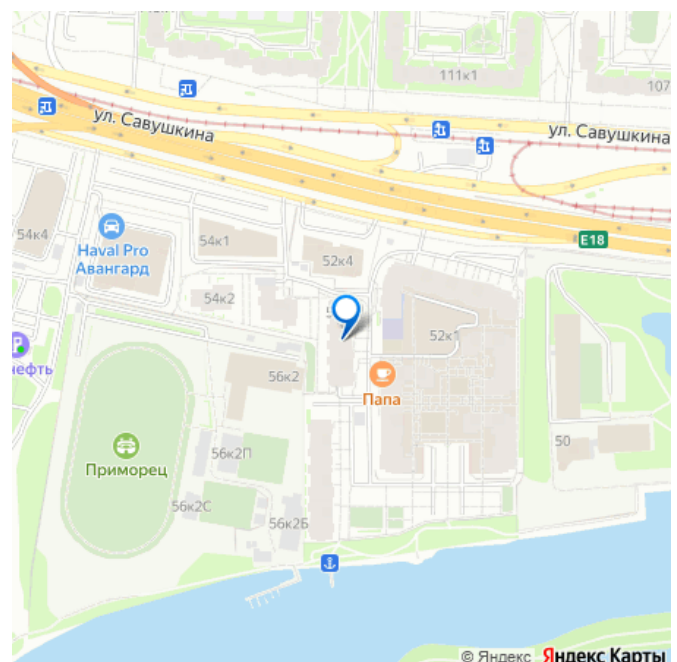 111к1
107
ул. Савушкина
ул. Савушкина
E18
54к4
Haval Pro
Авангард
54к1
52к4
54к2
52к1
нефть
56к2
Папа
50
56к2П
Приморец
56к2С
56к2Б
© Яндекс Яндекс Карты